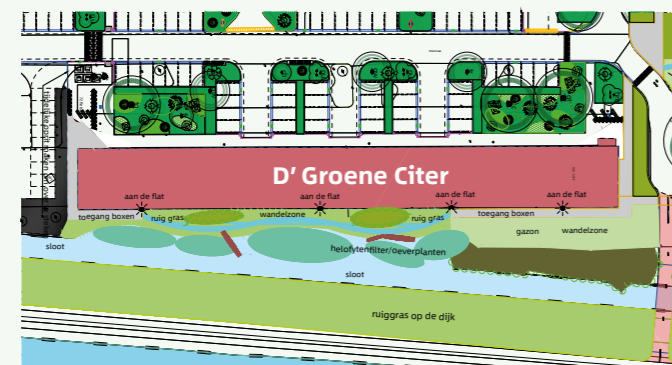 D' Groene Citer
aan de flat
aan de flat
aan de flat
aan de flat
toegang boxen
ruig gras
wandelzone
ruig gras
toegang boxen
gazon
wandelzone
sloot
helofytenfilter/oeverplanten
sloot
ruiggras op de dijk